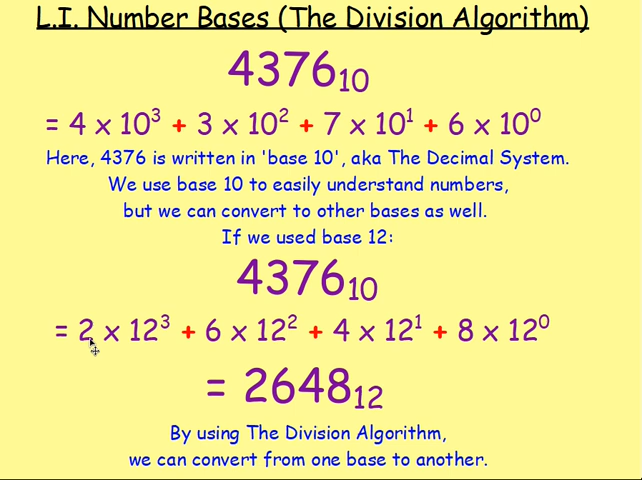 L.I. Number Bases (The Division Algorithm)
4376₁₀
= 4 x 10³ + 3 x 10² + 7 x 10¹ + 6 x 10⁰
Here, 4376 is written in 'base 10', aka The Decimal System.
We use base 10 to easily understand numbers,
but we can convert to other bases as well.
If we used base 12:
4376₁₀
= 2 x 12³ + 6 x 12² + 4 x 12¹ + 8 x 12⁰
= 2648₁₂
By using The Division Algorithm,
we can convert from one base to another.